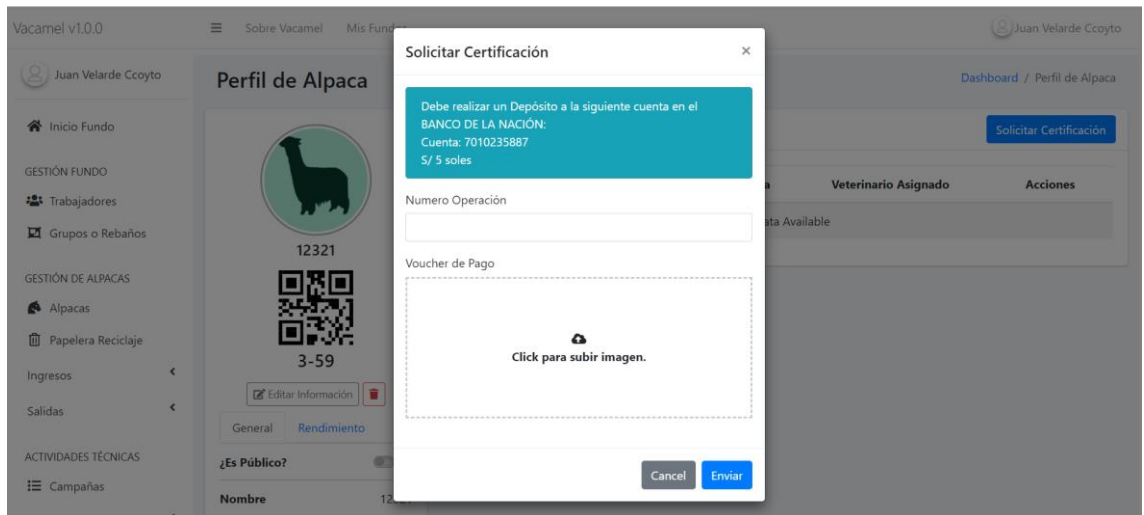 Vacamel v1.0.0
Sobre Vacamel
Mis Fundos
Juan Velarde Ccoyto
Juan Velarde Ccoyto
Inicio Fundo
GESTIÓN FUNDO
Trabajadores
Grupos o Rebaños
GESTIÓN DE ALPACAS
Alpacas
Papelera Reciclaje
Ingresos
Salidas
ACTIVIDADES TÉCNICAS
Campañas
Perfil de Alpaca
Dashboard / Perfil de Alpaca
12321
3-59
Editar Información
General
Rendimiento
¿Es Público?
Nombre
Solicitar Certificación
×
Debe realizar un Depósito a la siguiente cuenta en el
BANCO DE LA NACIÓN:
Cuenta: 7010235887
S/ 5 soles
Numero Operación
Voucher de Pago
Click para subir imagen.
Cancel
Enviar
Solicitar Certificación
Veterinario Asignado
Acciones
Available